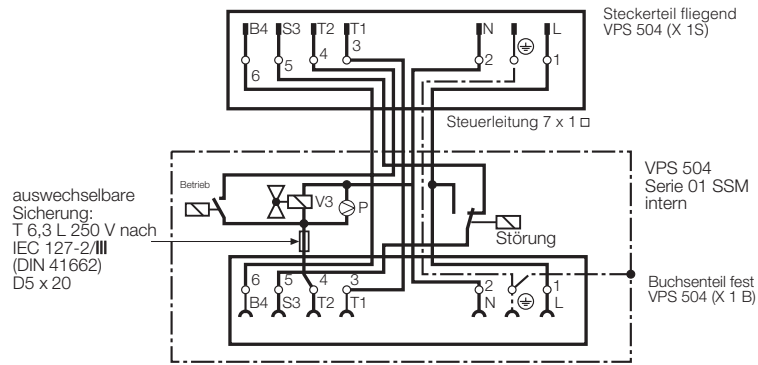 B4 S3 T2 T1 N L
3
6 5 4 2 1
Steckerteil fliegend
VPS 504 (X 1S)
Steuerleitung 7 x 1 □
VPS 504
Serie 01 SSM
intern
Betrieb
V3
P
Störung
auswechselbare
Sicherung:
T 6,3 L 250 V nach
IEC 127-2/III
(DIN 41662)
D5 x 20
6 5 4 3 2 1
B4 S3 T2 T1 N L
Buchsenteil fest
VPS 504 (X 1 B)